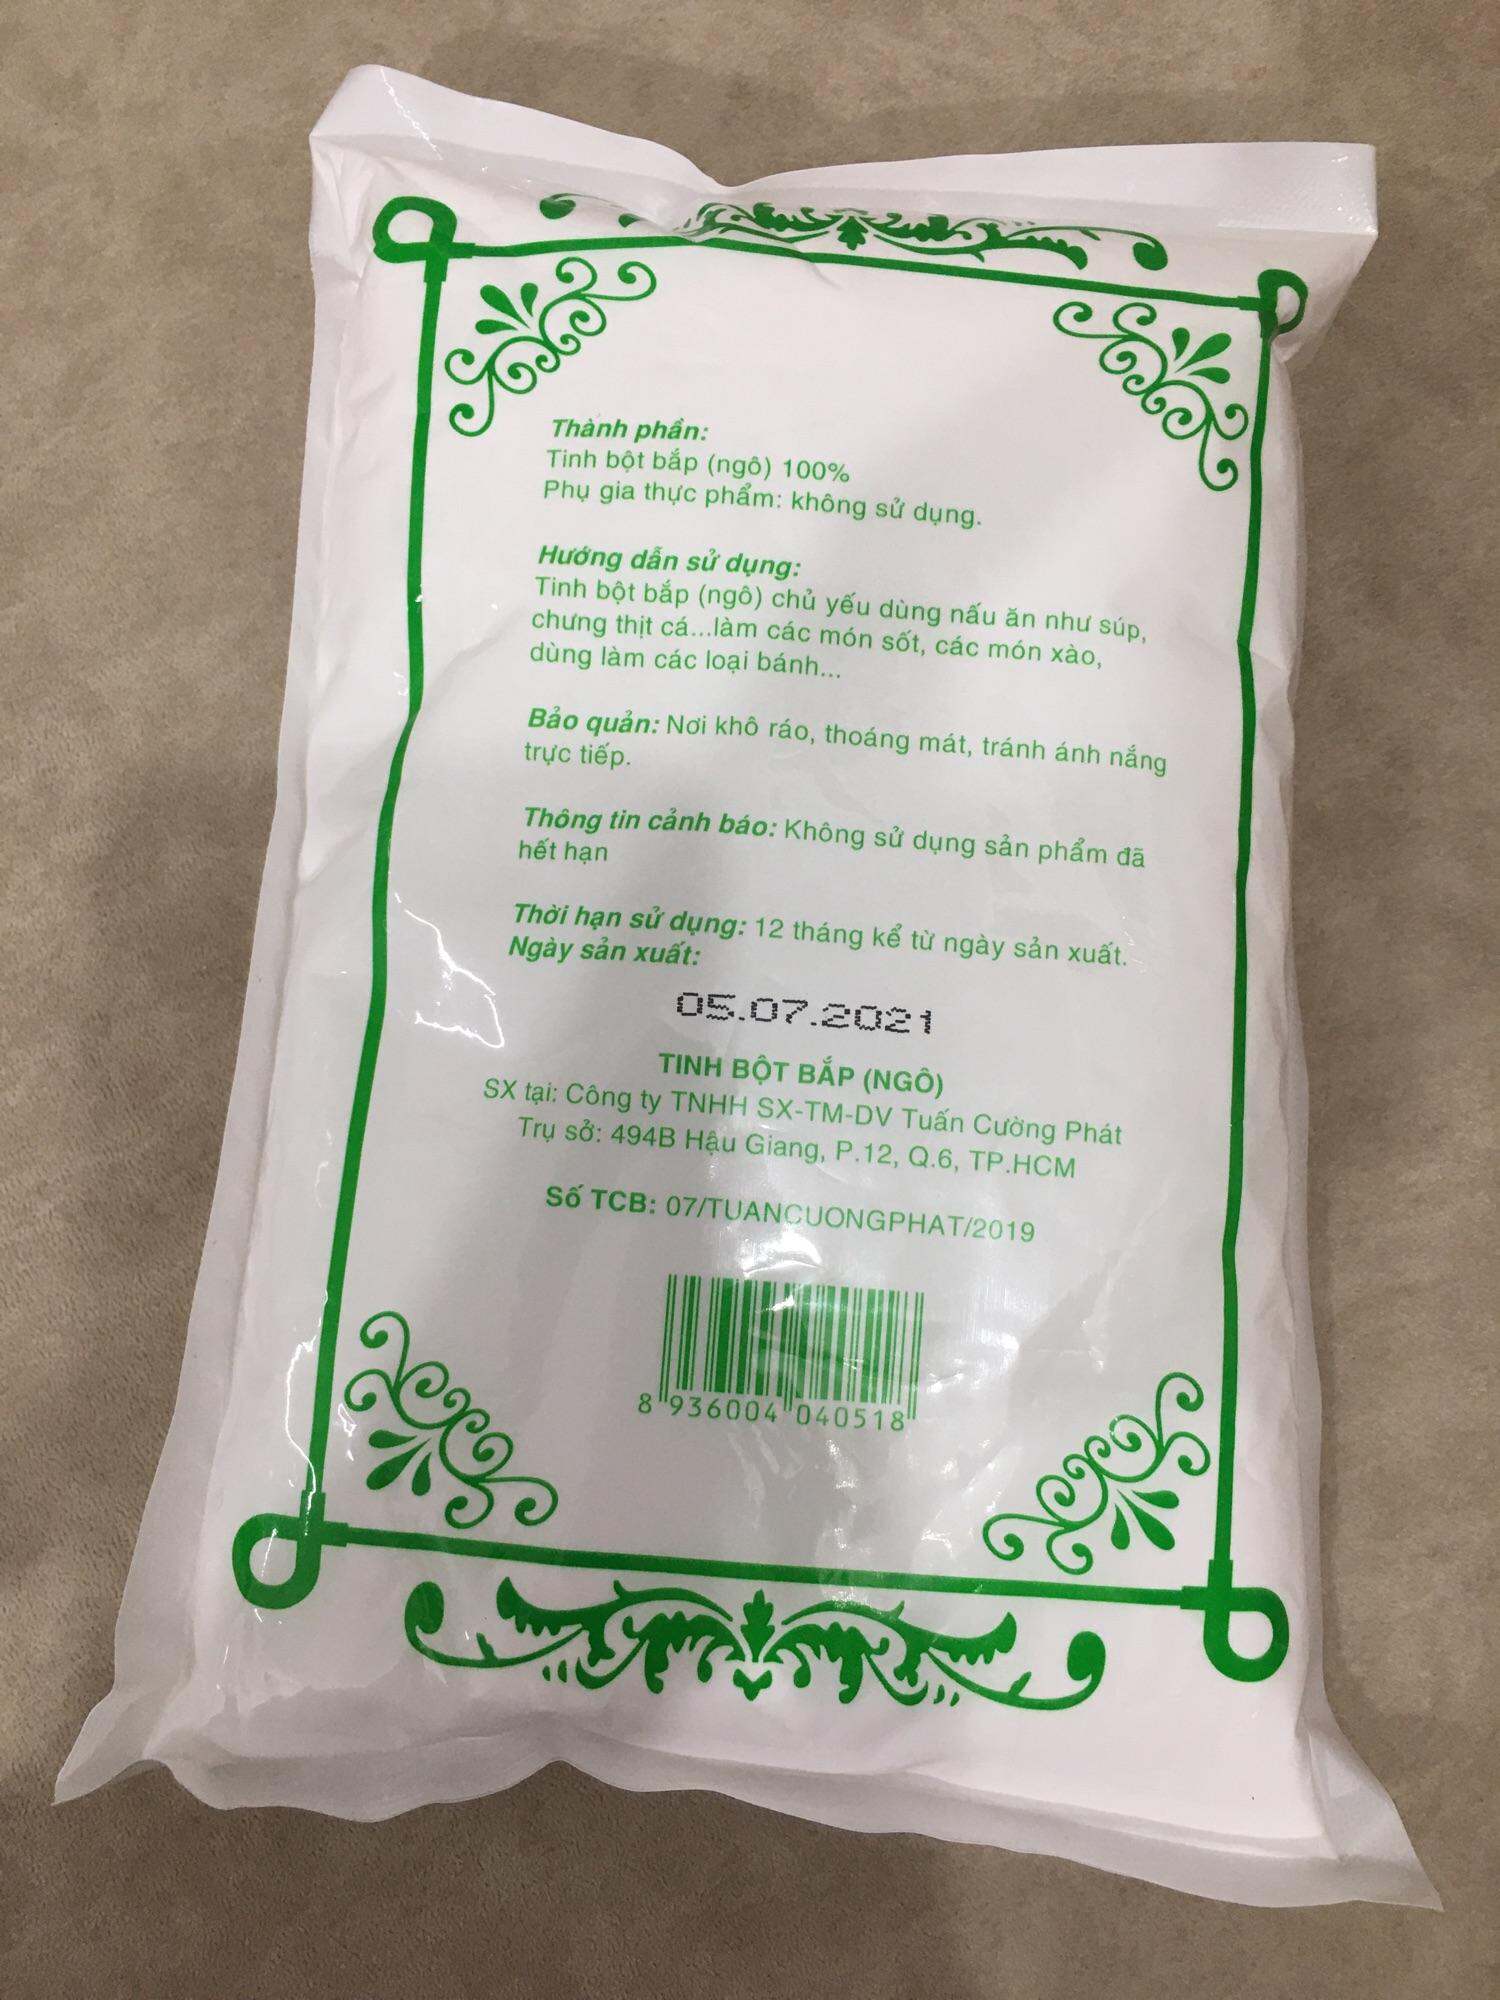 Thành phần:
Tinh bột bắp (ngô) 100%
Phụ gia thực phẩm: không sử dụng.
Hướng dẫn sử dụng:
Tinh bột bắp (ngô) chủ yếu dùng nấu ăn như súp,
chưng thịt cá...làm các món sốt, các món xào,
dùng làm các loại bánh...
Bảo quản: Nơi khô ráo, thoáng mát, tránh ánh nắng
trực tiếp.
Thông tin cảnh báo: Không sử dụng sản phẩm đã
hết hạn
Thời hạn sử dụng: 12 tháng kể từ ngày sản xuất.
Ngày sản xuất:
05.07.2021
TINH BỘT BẮP (NGÔ)
SX tại: Công ty TNHH SX-TM-DV Tuấn Cường Phát
Trụ sở: 494B Hậu Giang, P.12, Q.6, TP.HCM
Số TCB: 07/TUANCUONGPHAT/2019
8 936004 040518